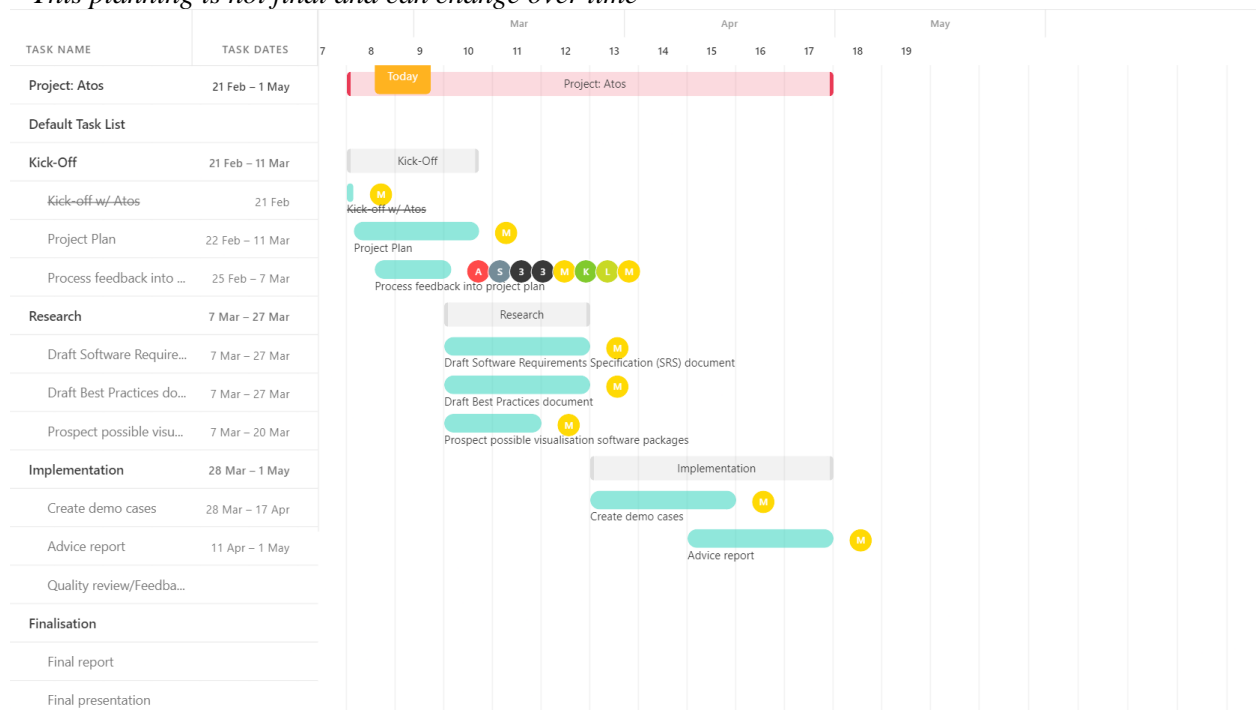 This planning is not final and can change over time
Mar Apr May
TASK NAME TASK DATES 7 8 9 10 11 12 13 14 15 16 17 18 19
Today
Project: Atos 21 Feb – 1 May Project: Atos
Default Task List
Kick-Off 21 Feb – 11 Mar Kick-Off
Kick-off w/ Atos 21 Feb M
Kick-off w/ Atos
Project Plan 22 Feb – 11 Mar M
Project Plan
Process feedback into ... 25 Feb – 7 Mar A S 3 3 M K L M
Process feedback into project plan
Research 7 Mar – 27 Mar Research
Draft Software Require... 7 Mar – 27 Mar M
Draft Software Requirements Specification (SRS) document
Draft Best Practices do... 7 Mar – 27 Mar M
Draft Best Practices document
Prospect possible visu... 7 Mar – 20 Mar M
Prospect possible visualisation software packages
Implementation 28 Mar – 1 May Implementation
Create demo cases 28 Mar – 17 Apr M
Create demo cases
Advice report 11 Apr – 1 May M
Advice report
Quality review/Feedba...
Finalisation
Final report
Final presentation